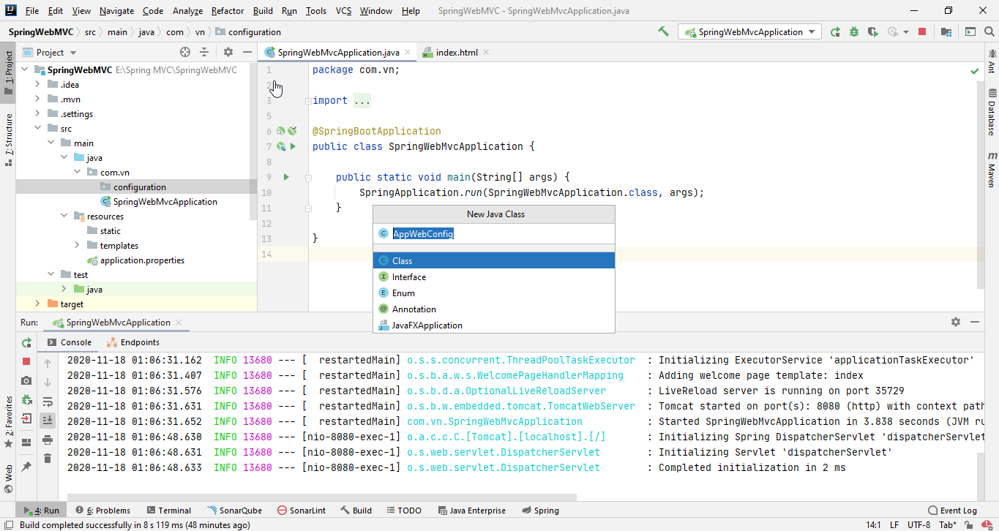 File Edit View Navigate Code Analyze Refactor Build Run Tools VCS Window Help SpringWebMVC - SpringWebMvcApplication.java
SpringWebMVC src main java com vn configuration
SpringWebMvcApplication
1: Project
7: Structure
2: Favorites
Web
Project
SpringWebMVC E:\Spring MVC\SpringWebMVC
.idea
.mvn
.settings
src
main
java
com.vn
configuration
SpringWebMvcApplication
resources
static
templates
application.properties
test
java
target
SpringWebMvcApplication.java index.html
1 package com.vn;
2
3 import ...
5
6 @SpringBootApplication
7 public class SpringWebMvcApplication {
8
9 public static void main(String[] args) {
10 SpringApplication.run(SpringWebMvcApplication.class, args);
11 }
12
13 }
14
New Java Class
AppWebConfig
Class
Interface
Enum
Annotation
JavaFXApplication
Ant
Database
Maven
Run: SpringWebMvcApplication
Console Endpoints
2020-11-18 01:06:31.162 INFO 13680 --- [ restartedMain] o.s.s.concurrent.ThreadPoolTaskExecutor : Initializing ExecutorService 'applicationTaskExecutor'
2020-11-18 01:06:31.407 INFO 13680 --- [ restartedMain] o.s.b.a.w.s.WelcomePageHandlerMapping : Adding welcome page template: index
2020-11-18 01:06:31.576 INFO 13680 --- [ restartedMain] o.s.b.d.a.OptionalLiveReloadServer : LiveReload server is running on port 35729
2020-11-18 01:06:31.631 INFO 13680 --- [ restartedMain] o.s.b.w.embedded.tomcat.TomcatWebServer : Tomcat started on port(s): 8080 (http) with context path
2020-11-18 01:06:31.652 INFO 13680 --- [ restartedMain] com.vn.SpringWebMvcApplication : Started SpringWebMvcApplication in 3.838 seconds (JVM ru
2020-11-18 01:06:48.630 INFO 13680 --- [nio-8080-exec-1] o.a.c.c.C.[Tomcat].[localhost].[/] : Initializing Spring DispatcherServlet 'dispatcherServlet
2020-11-18 01:06:48.631 INFO 13680 --- [nio-8080-exec-1] o.s.web.servlet.DispatcherServlet : Initializing Servlet 'dispatcherServlet'
2020-11-18 01:06:48.633 INFO 13680 --- [nio-8080-exec-1] o.s.web.servlet.DispatcherServlet : Completed initialization in 2 ms
4: Run 6: Problems Terminal SonarQube SonarLint Build TODO Java Enterprise Spring Event Log
Build completed successfully in 8 s 119 ms (48 minutes ago) 14:1 LF UTF-8 Tab*